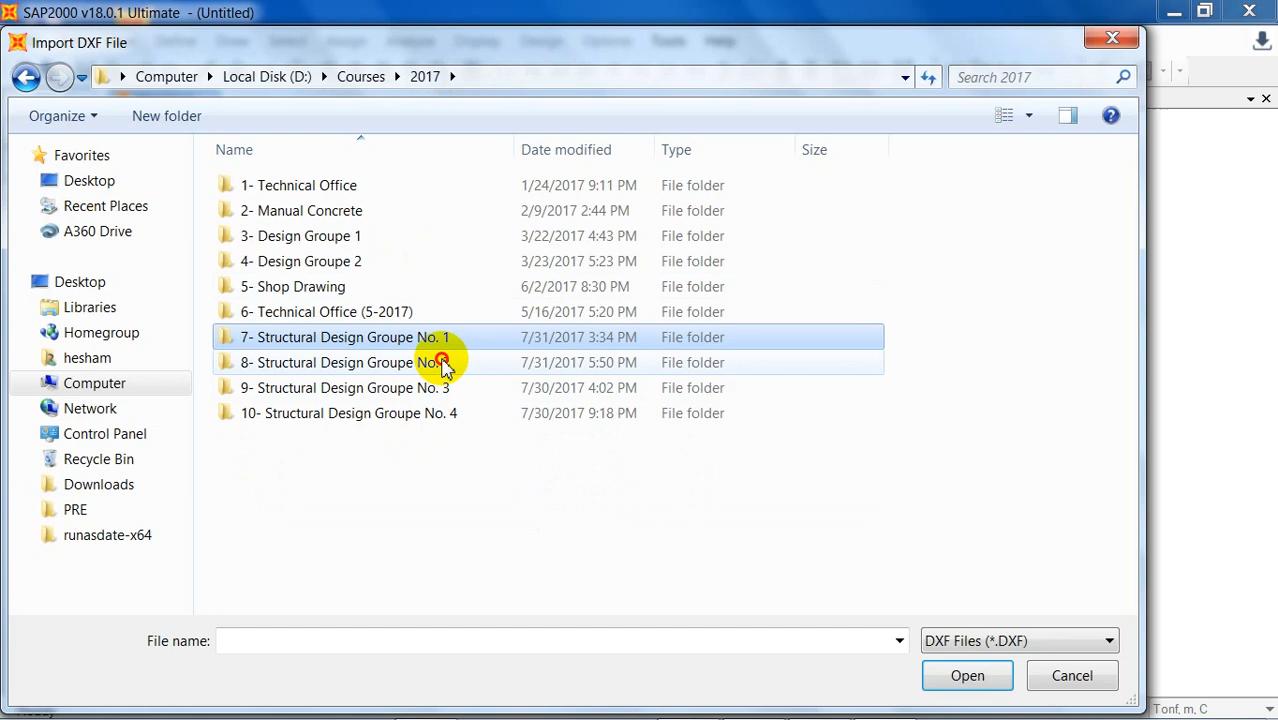 SAP2000 v18.0.1 Ultimate - (Untitled)
Import DXF File
Computer Local Disk (D:) Courses 2017
Search 2017
Organize New folder
Name Date modified Type Size
Favorites
Desktop
Recent Places
A360 Drive
Desktop
Libraries
Homegroup
hesham
Computer
Network
Control Panel
Recycle Bin
Downloads
PRE
runasdate-x64
1- Technical Office 1/24/2017 9:11 PM File folder
2- Manual Concrete 2/9/2017 2:44 PM File folder
3- Design Groupe 1 3/22/2017 4:43 PM File folder
4- Design Groupe 2 3/23/2017 5:23 PM File folder
5- Shop Drawing 6/2/2017 8:30 PM File folder
6- Technical Office (5-2017) 5/16/2017 5:20 PM File folder
7- Structural Design Groupe No. 1 7/31/2017 3:34 PM File folder
8- Structural Design Groupe No. 7/31/2017 5:50 PM File folder
9- Structural Design Groupe No. 3 7/30/2017 4:02 PM File folder
10- Structural Design Groupe No. 4 7/30/2017 9:18 PM File folder
File name: DXF Files (*.DXF)
Open Cancel
Tonf, m, C